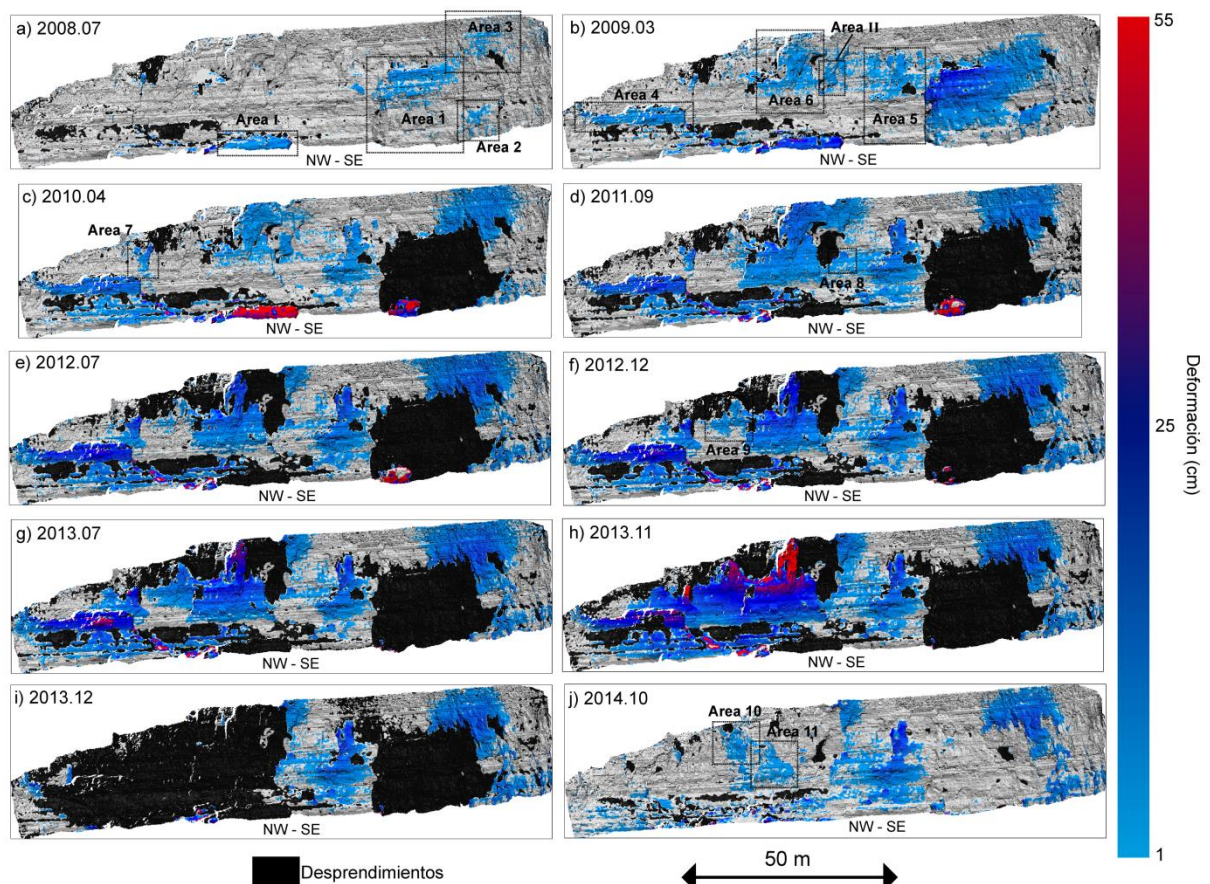 a) 2008.07
Area 3
Area I
Area 1
Area 2
NW - SE
b) 2009.03
Area II
Area 4
Area 6
Area 5
NW - SE
c) 2010.04
Area 7
NW - SE
d) 2011.09
Area 8
NW - SE
e) 2012.07
NW - SE
f) 2012.12
Area 9
NW - SE
g) 2013.07
NW - SE
h) 2013.11
NW - SE
i) 2013.12
NW - SE
j) 2014.10
Area 10
Area 11
NW - SE
55
25
1
Deformación (cm)
Desprendimientos
50 m